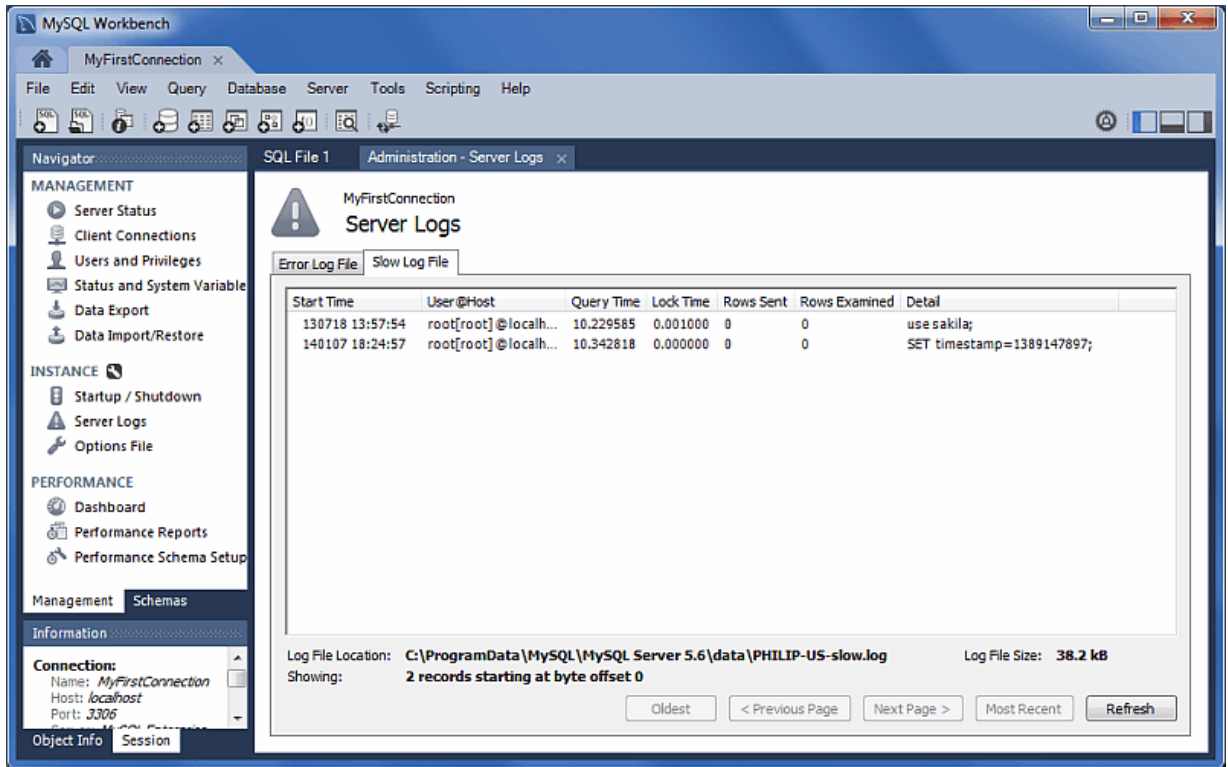 MySQL Workbench
MyFirstConnection
File Edit View Query Database Server Tools Scripting Help
Navigator
MANAGEMENT
Server Status
Client Connections
Users and Privileges
Status and System Variable
Data Export
Data Import/Restore
INSTANCE
Startup / Shutdown
Server Logs
Options File
PERFORMANCE
Dashboard
Performance Reports
Performance Schema Setup
Management Schemas
Information
Connection:
Name: MyFirstConnection
Host: localhost
Port: 3306
Object Info Session
SQL File 1 Administration - Server Logs
MyFirstConnection
Server Logs
Error Log File Slow Log File
Start Time User@Host Query Time Lock Time Rows Sent Rows Examined Detail
130718 13:57:54 root[root] @ localh... 10.229585 0.001000 0 0 use sakila;
140107 18:24:57 root[root] @ localh... 10.342818 0.000000 0 0 SET timestamp=1389147897;
Log File Location: C:\ProgramData\MySQL\MySQL Server 5.6\data\PHILIP-US-slow.log Log File Size: 38.2 kB
Showing: 2 records starting at byte offset 0
Oldest < Previous Page Next Page > Most Recent Refresh